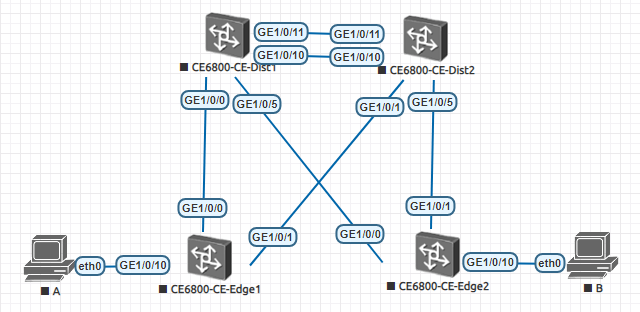 GE1/0/11
GE1/0/11
GE1/0/10
GE1/0/10
CE6800-CE-Dist1
CE6800-CE-Dist2
GE1/0/0
GE1/0/5
GE1/0/1
GE1/0/5
GE1/0/0
GE1/0/1
GE1/0/0
GE1/0/1
eth0
GE1/0/10
GE1/0/10
eth0
A
CE6800-CE-Edge1
CE6800-CE-Edge2
B